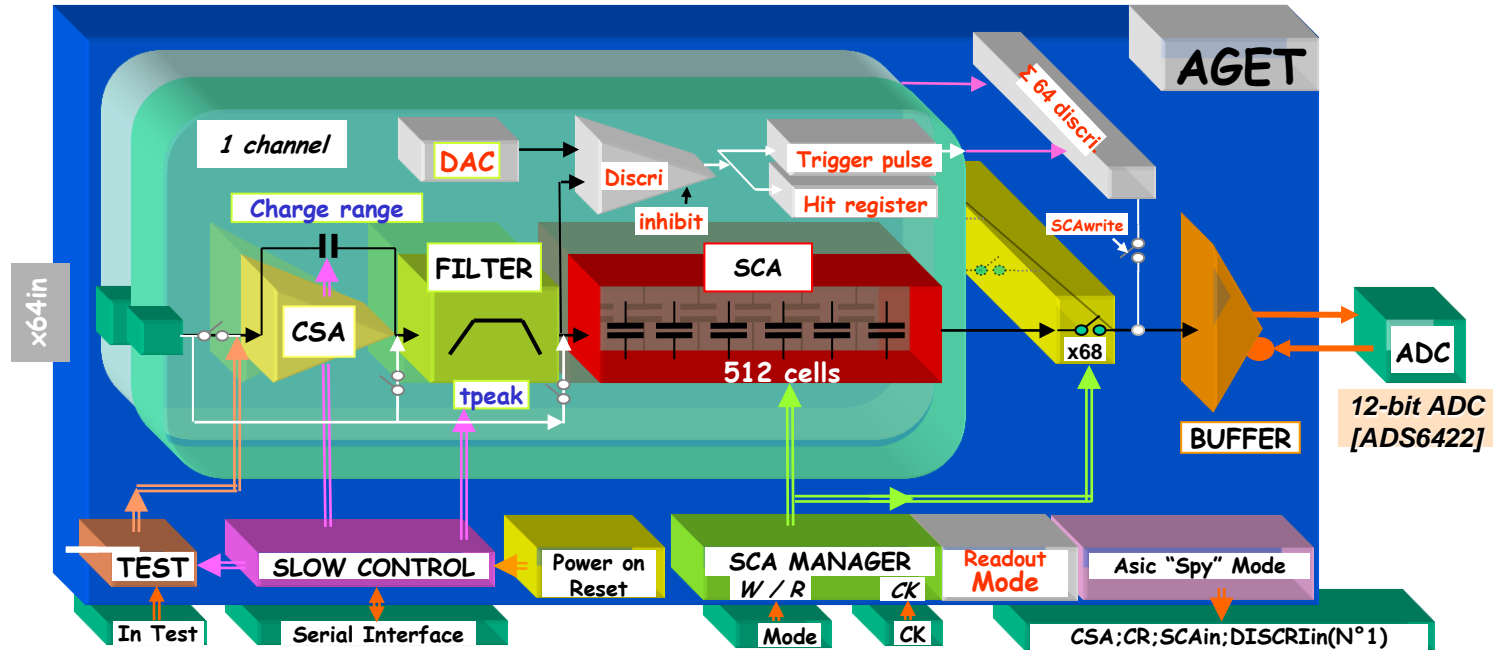 AGET
Σ 64 discri
1 channel
DAC
Discri
Trigger pulse
Hit register
inhibit
Charge range
SCAwrite
x64in
FILTER
SCA
CSA
x68
ADC
512 cells
tpeak
12-bit ADC
[ADS6422]
BUFFER
TEST
SLOW CONTROL
Power on
Reset
SCA MANAGER
W / R
CK
Readout
Mode
Asic “Spy” Mode
In Test
Serial Interface
Mode
CK
CSA;CR;SCAin;DISCRIin(N°1)